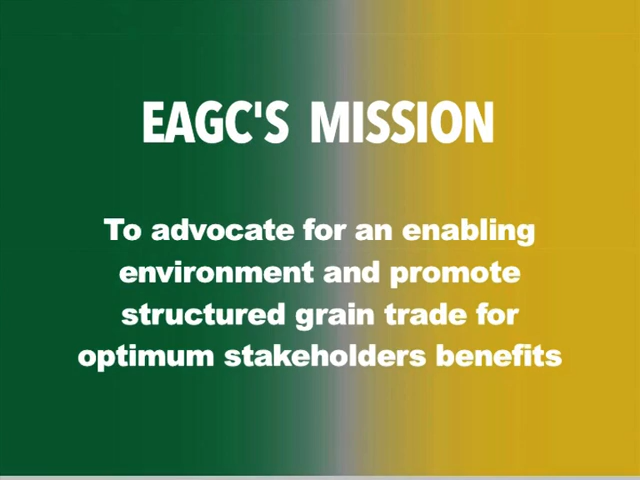 EAGC'S MISSION
To advocate for an enabling
environment and promote
structured grain trade for
optimum stakeholders benefits